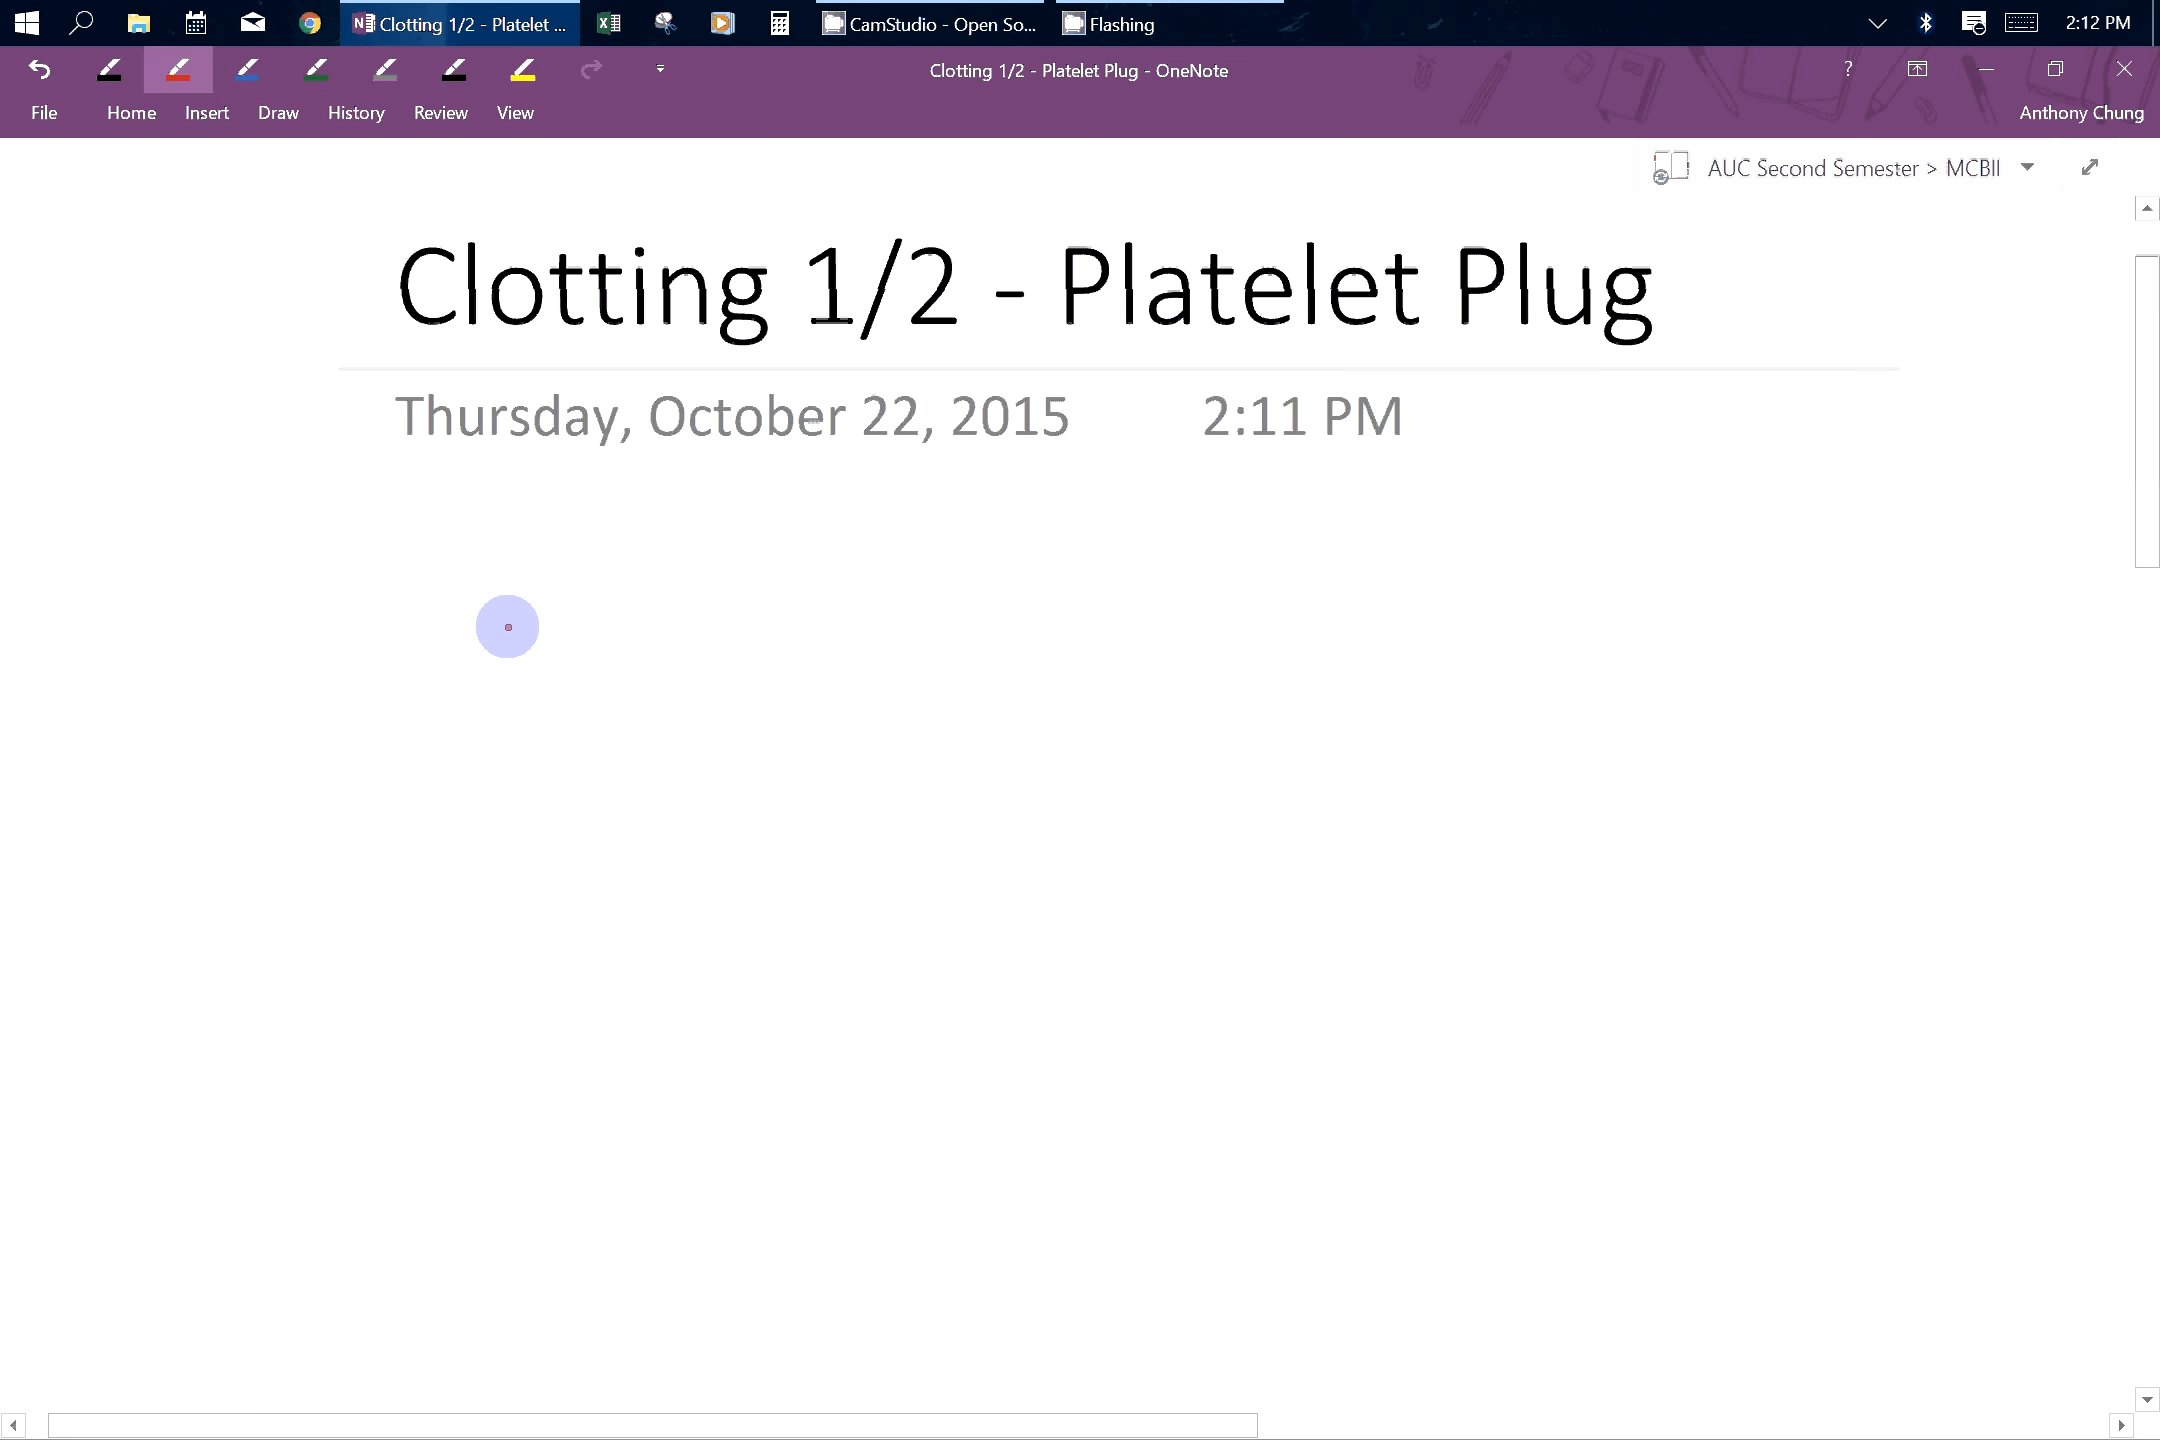 Clotting 1/2 - Platelet ...
CamStudio - Open So...
Flashing
2:12 PM
Clotting 1/2 - Platelet Plug - OneNote
?
File Home Insert Draw History Review View
Anthony Chung
AUC Second Semester > MCBII
Clotting 1/2 - Platelet Plug
Thursday, October 22, 2015 2:11 PM